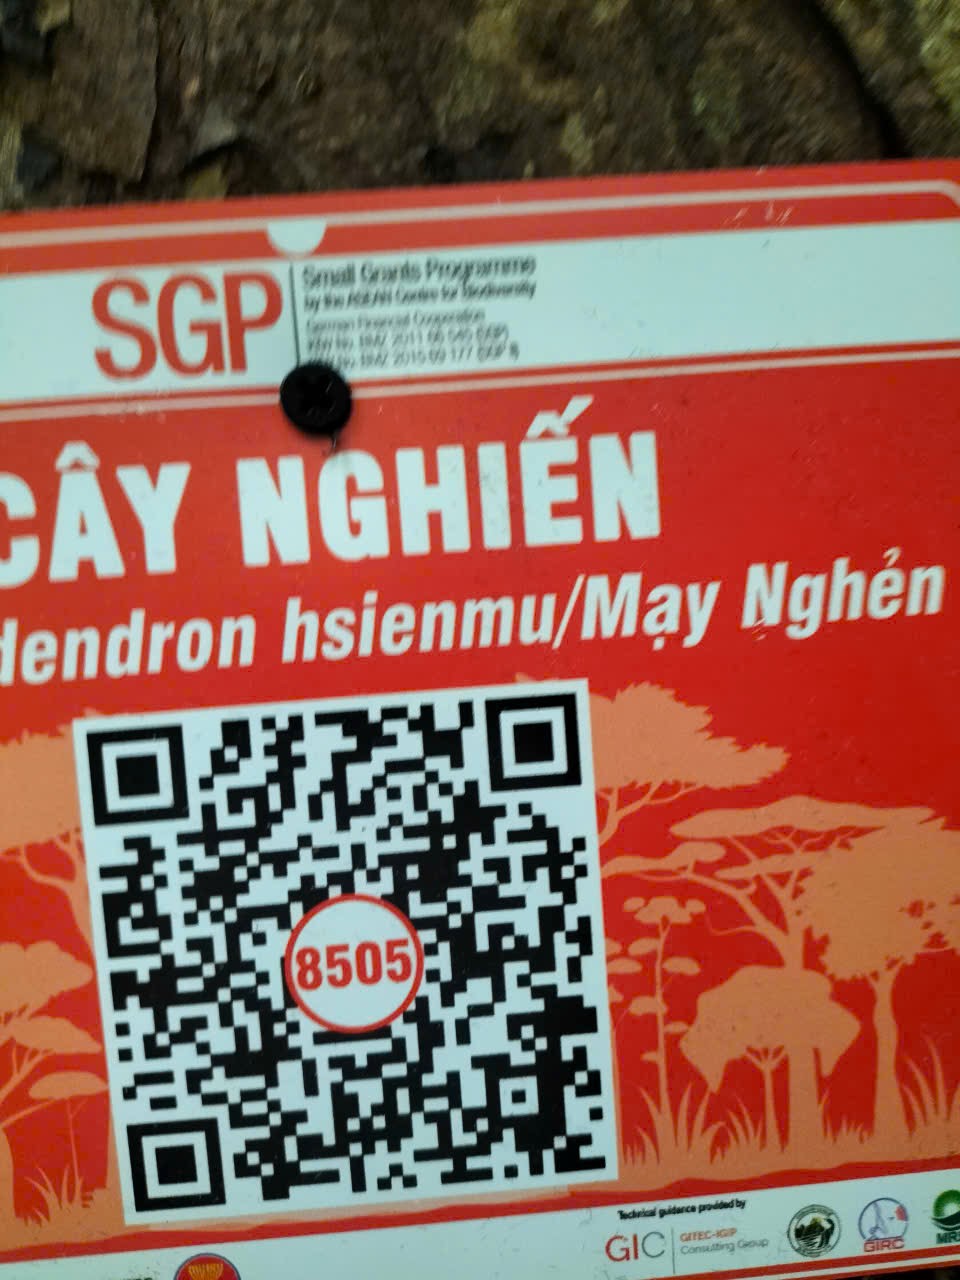 SGP
Small Grants Programme
by the ASEAN Centre for Biodiversity
German Financial Cooperation
CÂY NGHIẾN
dendron hsienmu/Mạy Nghẻn
8505
Technical guidance provided by
GIC
GITEC-IGIP
Consulting Group
GIRC